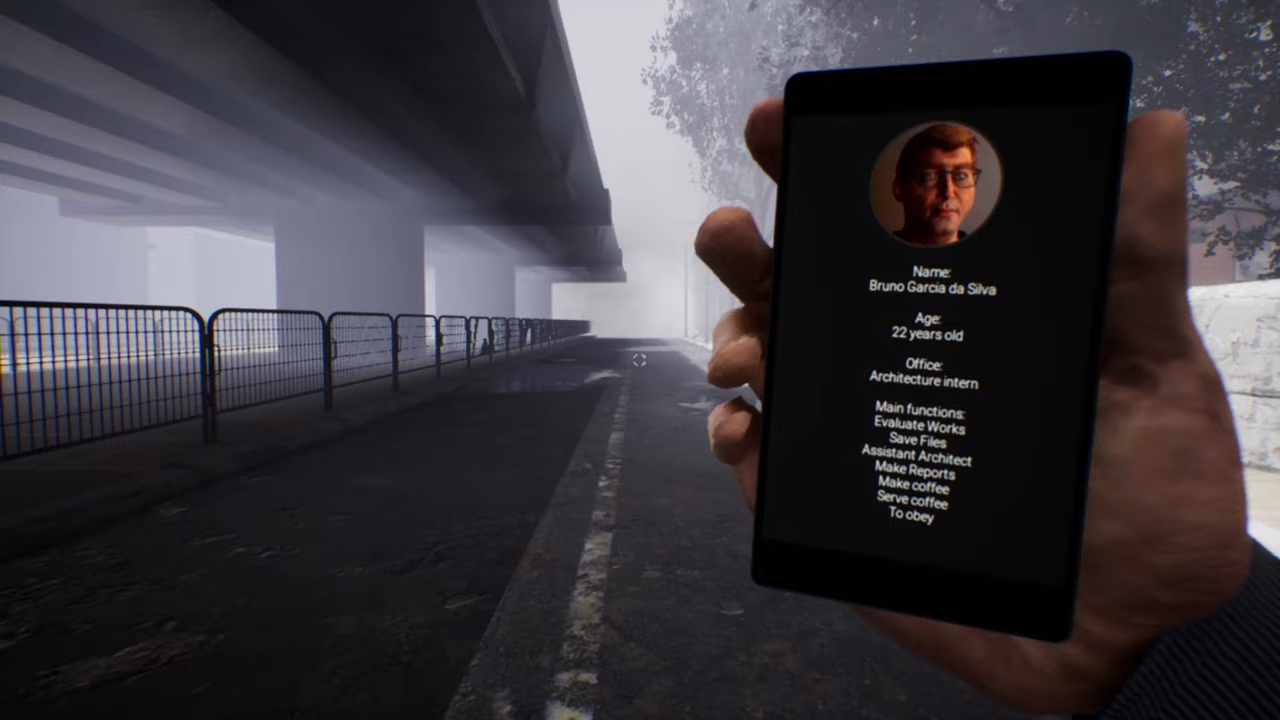 Name:
Bruno Garcia da Silva
Age:
22 years old
Office:
Architecture intern
Main functions:
Evaluate Works
Save Files
Assistant Architect
Make Reports
Make coffee
Serve coffee
To obey